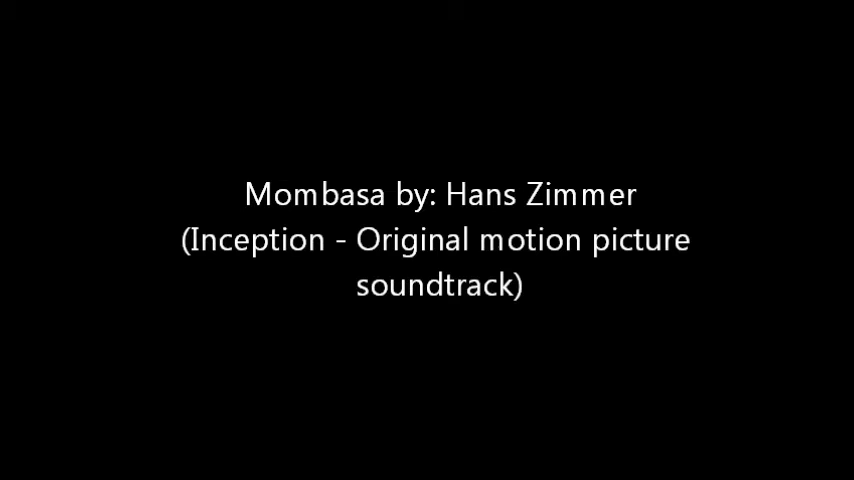 Mombasa by: Hans Zimmer
(Inception - Original motion picture
soundtrack)